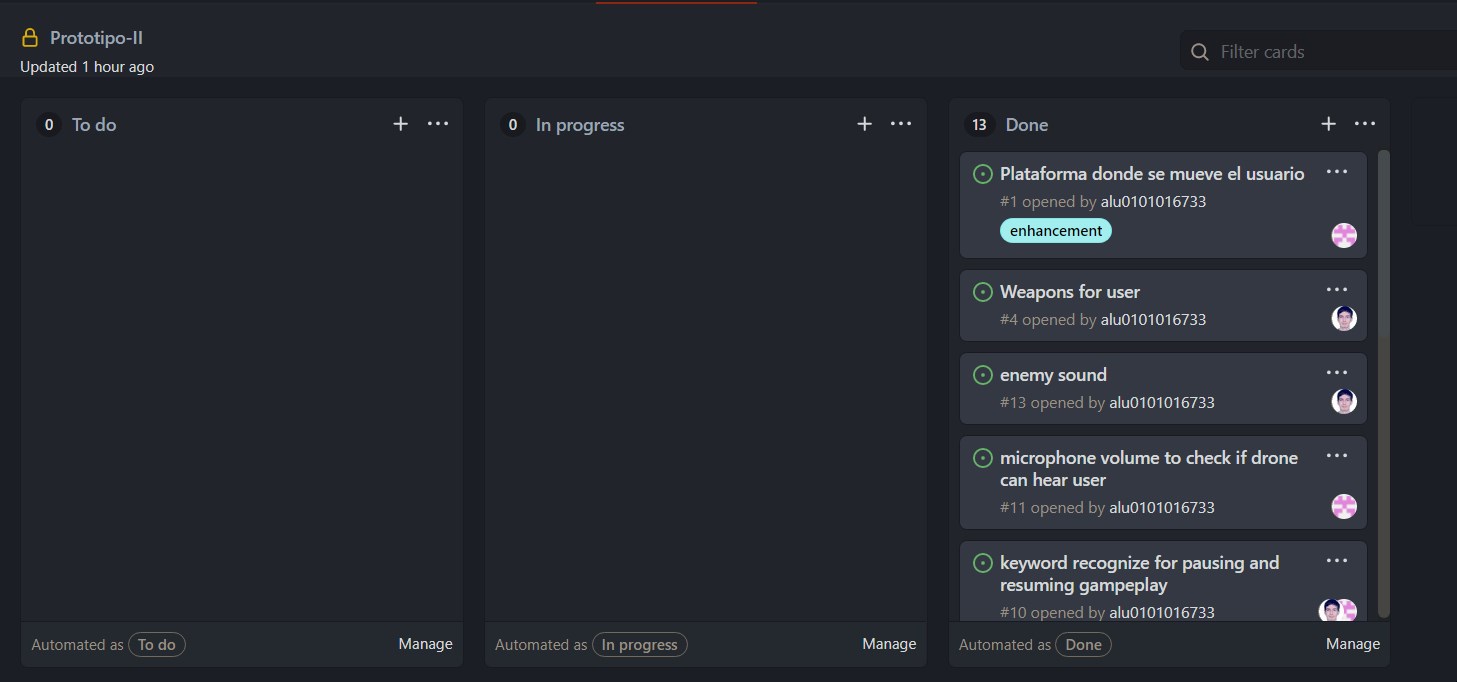 Prototipo-II
Updated 1 hour ago
Filter cards
0 To do
0 In progress
13 Done
Plataforma donde se mueve el usuario
#1 opened by alu0101016733
enhancement
Weapons for user
#4 opened by alu0101016733
enemy sound
#13 opened by alu0101016733
microphone volume to check if drone
can hear user
#11 opened by alu0101016733
keyword recognize for pausing and
resuming gampeplay
#10 opened by alu0101016733
Automated as To do Manage
Automated as In progress Manage
Automated as Done Manage